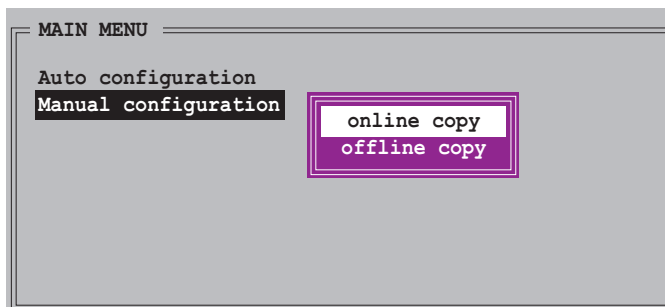 MAIN MENU
Auto configuration
Manual configuration
online copy
offline copy